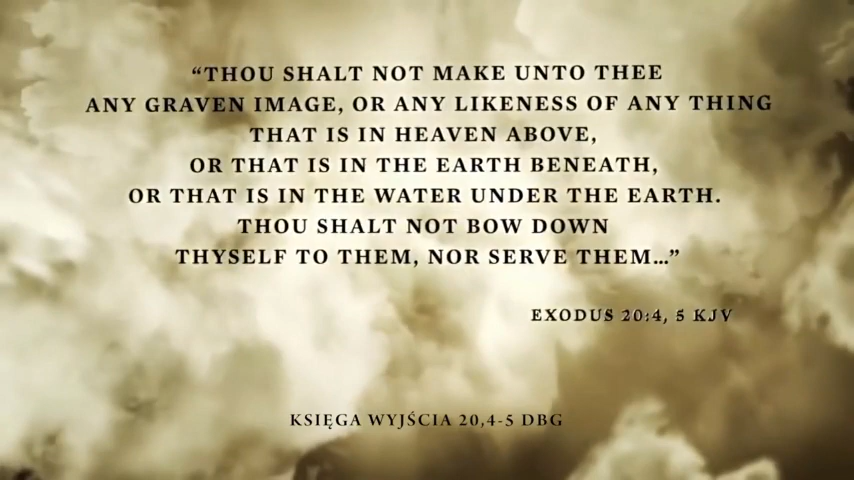 “THOU SHALT NOT MAKE UNTO THEE
ANY GRAVEN IMAGE, OR ANY LIKENESS OF ANY THING
THAT IS IN HEAVEN ABOVE,
OR THAT IS IN THE EARTH BENEATH,
OR THAT IS IN THE WATER UNDER THE EARTH.
THOU SHALT NOT BOW DOWN
THYSELF TO THEM, NOR SERVE THEM...”
EXODUS 20:4, 5 KJV
KSIĘGA WYJŚCIA 20,4-5 DBG